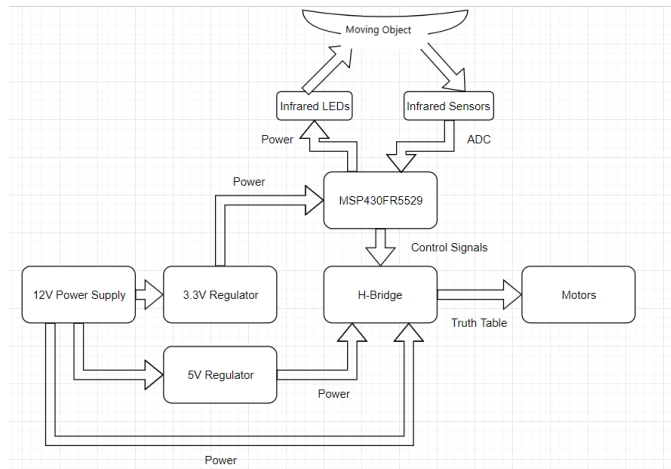 Moving Object
Infrared LEDs
Infrared Sensors
Power
ADC
Power
MSP430FR5529
Control Signals
12V Power Supply
3.3V Regulator
H-Bridge
Motors
Truth Table
5V Regulator
Power
Power